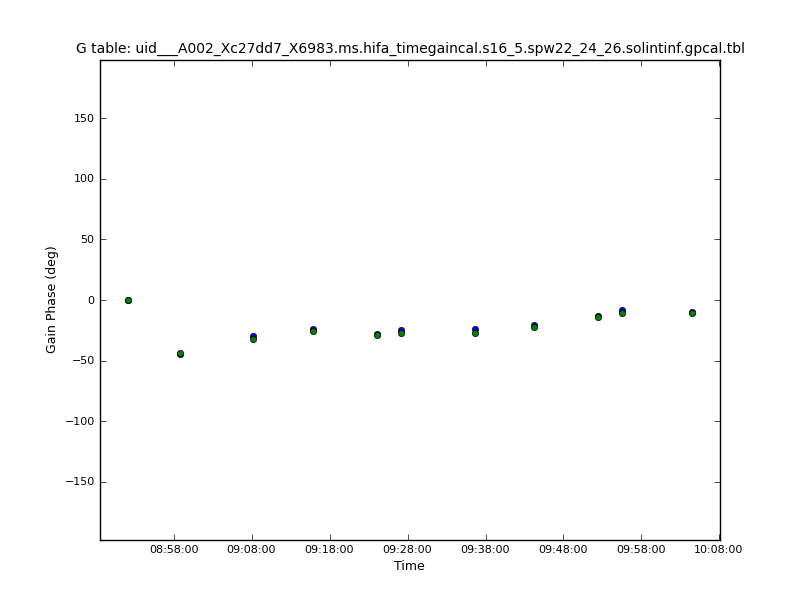 G table: uid___A002_Xc27dd7_X6983.ms.hifa_timegaincal.s16_5.spw22_24_26.solintinf.gpcal.tbl
150
100
50
0
−50
−100
−150
Gain Phase (deg)
08:58:00 09:08:00 09:18:00 09:28:00 09:38:00 09:48:00 09:58:00 10:08:00
Time